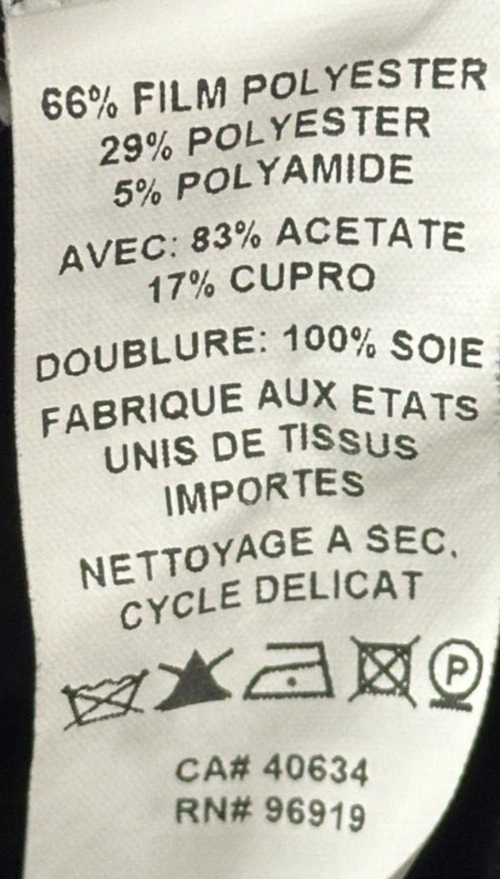 66% FILM POLYESTER
29% POLYESTER
5% POLYAMIDE
AVEC: 83% ACETATE
17% CUPRO
DOUBLURE: 100% SOIE
FABRIQUE AUX ETATS
UNIS DE TISSUS
IMPORTES
NETTOYAGE A SEC.
CYCLE DELICAT
P
CA# 40634
RN# 96919